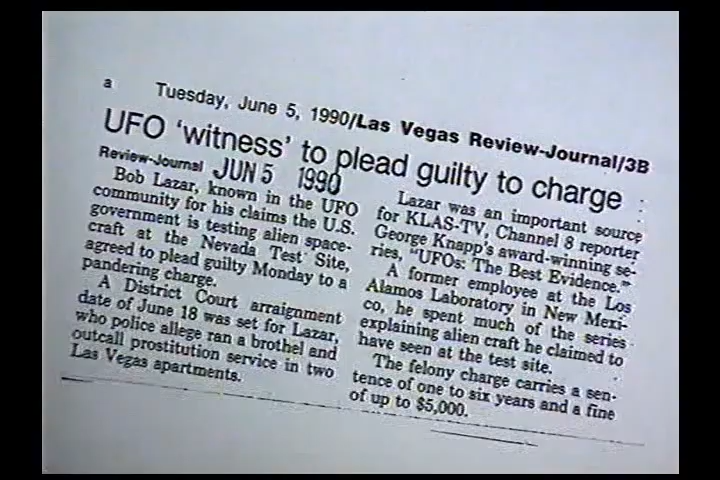 a Tuesday, June 5, 1990/Las Vegas Review-Journal/3B
UFO 'witness' to plead guilty to charge
Review-Journal JUN 5 1990
Bob Lazar, known in the UFO
community for his claims the U.S.
government is testing alien space-
craft at the Nevada Test Site,
agreed to plead guilty Monday to a
pandering charge.
A District Court arraignment
date of June 18 was set for Lazar,
who police allege ran a brothel and
outcall prostitution service in two
Las Vegas apartments.
Lazar was an important source
for KLAS-TV, Channel 8 reporter
George Knapp's award-winning se-
ries, "UFOs: The Best Evidence."
A former employee at the Los
Alamos Laboratory in New Mexi-
co, he spent much of the series
explaining alien craft he claimed to
have seen at the test site.
The felony charge carries a sen-
tence of one to six years and a fine
of up to $5,000.